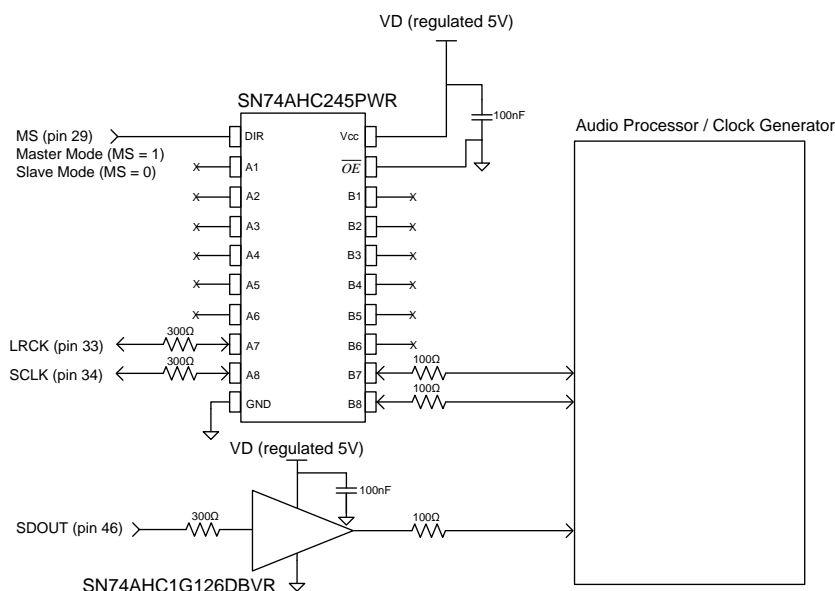 VD (regulated 5V)
SN74AHC245PWR
100nF
Audio Processor / Clock Generator
MS (pin 29)
Master Mode (MS = 1)
Slave Mode (MS = 0)
DIR
Vcc
A1
OE
A2
B1
A3
B2
A4
B3
A5
B4
A6
B5
300Ω
LRCK (pin 33)
A7
B6
300Ω
100Ω
SCLK (pin 34)
A8
B7
100Ω
GND
B8
VD (regulated 5V)
100nF
300Ω
100Ω
SDOUT (pin 46)
SN74AHC1G126DBVR